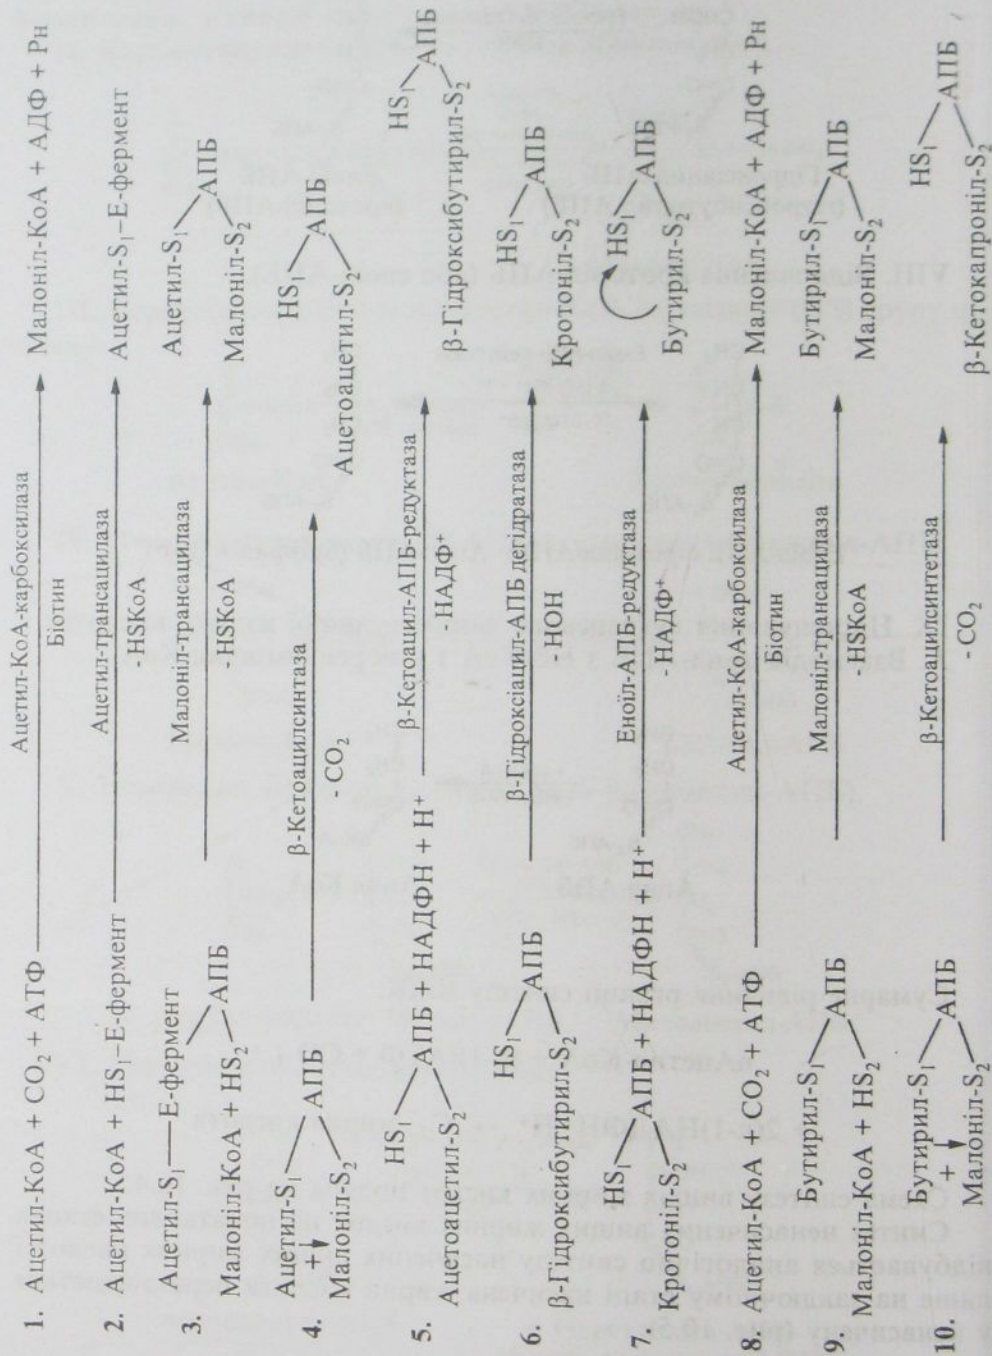 1. Ацетил-КоА + CO₂ + АТФ Ацетил-КоА-карбоксилаза Біотин Малоніл-КоА + АДФ + Рн
2. Ацетил-КоА + HS₁–Е-фермент Ацетил-трансацилаза -HSКоА Ацетил-S₁–Е-фермент
3. Ацетил-S₁—Е-фермент
Малоніл-КоА + HS₂ АПБ
Малоніл-трансацилаза
-HSКоА
Ацетил-S₁
АПБ
Малоніл-S₂
4. Ацетил-S₁
+ АПБ
Малоніл-S₂
β-Кетоацилсинтаза
- CO₂
HS₁
АПБ
Ацетоацетил-S₂
5. HS₁
АПБ + НАДФН + Н⁺
Ацетоацетил-S₂
β-Кетоацил-АПБ-редуктаза
-НАДФ⁺
HS₁
АПБ
β-Гідроксибутирил-S₂
6. HS₁
АПБ
β-Гідроксибутирил-S₂
β-Гідроксіацил-АПБ дегідратаза
-НОН
HS₁
АПБ
Кротоніл-S₂
7. HS₁
АПБ + НАДФН + Н⁺
Кротоніл-S₂
Еноїл-АПБ-редуктаза
-НАДФ⁺
HS₁
АПБ
Бутирил-S₂
8. Ацетил-КоА + CO₂ + АТФ Ацетил-КоА-карбоксилаза Біотин Малоніл-КоА + АДФ + Рн
9. Бутирил-S₁
АПБ
Малоніл-КоА + HS₂
Малоніл-трансацилаза
-HSКоА
Бутирил-S₁
АПБ
Малоніл-S₂
10. Бутирил-S₁
+ АПБ
Малоніл-S₂
β-Кетоацилсинтетаза
- CO₂
HS₁
АПБ
β-Кетокапроніл-S₂